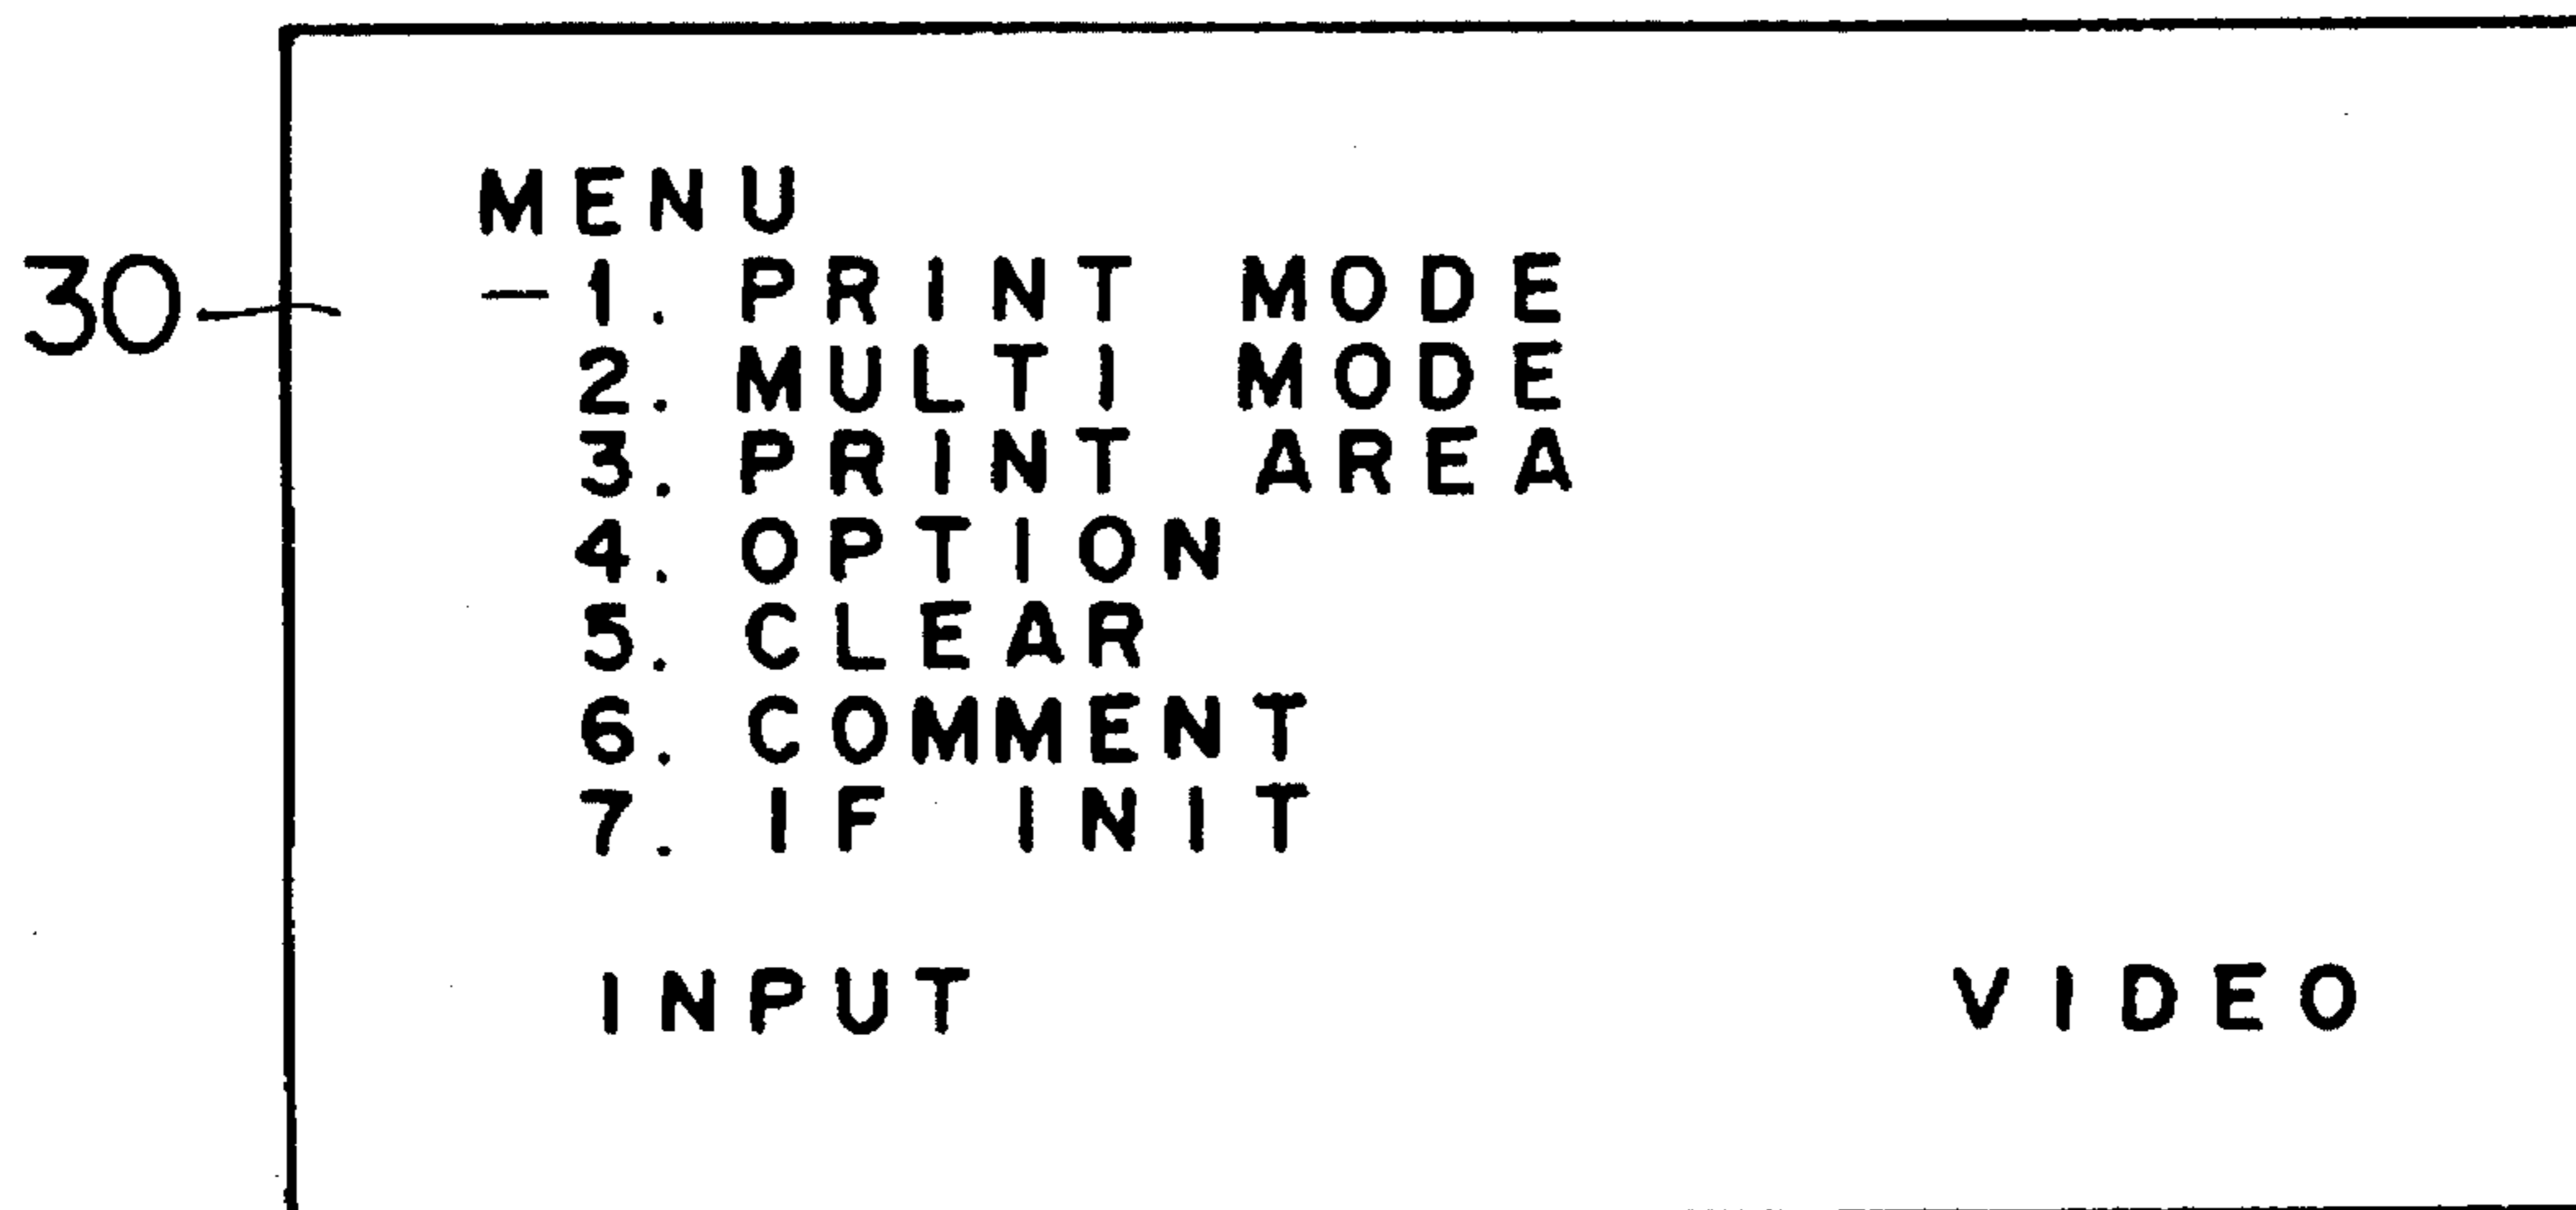 MENU
30
-1. PRINT MODE
2. MULTI MODE
3. PRINT AREA
4. OPTION
5. CLEAR
6. COMMENT
7. IF INIT
INPUT VIDEO